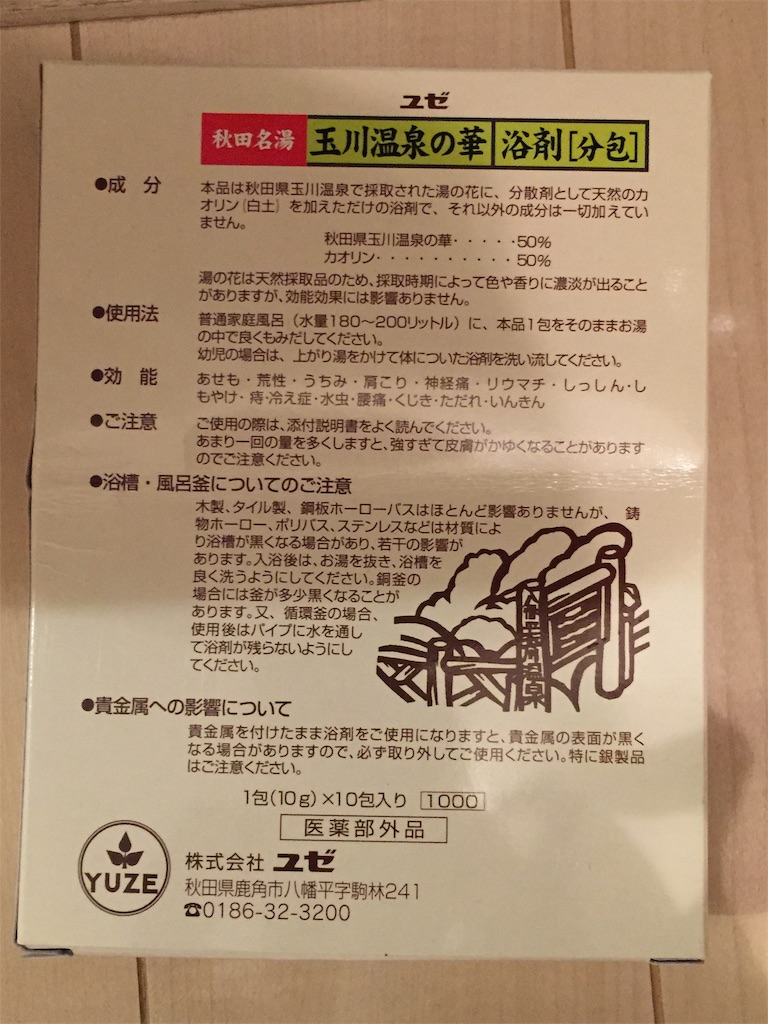 ユゼ
秋田名湯 玉川温泉の華 浴剤[分包]
●成 分 本品は秋田県玉川温泉で採取された湯の花に、分散剤として天然のカ
オリン(白土)を加えただけの浴剤で、それ以外の成分は一切加えてい
ません。
秋田県玉川温泉の華・・・・・50%
カオリン・・・・・・・・・・50%
湯の花は天然採取品のため、採取時期によって色や香りに濃淡が出ること
がありますが、効能効果には影響ありません。
●使用法 普通家庭風呂(水量180〜200リットル)に、本品1包をそのままお湯
の中で良くもみだしてください。
幼児の場合は、上がり湯をかけて体についた浴剤を洗い流してください。
●効 能 あせも・荒性・うちみ・肩こり・神経痛・リウマチ・しっしん・し
もやけ・痔・冷え症・水虫・腰痛・くじき・ただれ・いんきん
●ご注意 ご使用の際は、添付説明書をよく読んでください。
あまり一回の量を多くしますと、強すぎて皮膚がかゆくなることがあります
のでご注意ください。
●浴槽・風呂釜についてのご注意
木製、タイル製、鋼板ホーローバスはほとんど影響ありませんが、鋳
物ホーロー、ポリバス、ステンレスなどは材質によ
り浴槽が黒くなる場合があり、若干の影響が
あります。入浴後は、お湯を抜き、浴槽を
良く洗うようにしてください。銅釜の
場合には釜が多少黒くなることが
あります。又、循環釜の場合、
使用後はパイプに水を通し
て浴剤が残らないようにし
てください。
八幡平玉川温泉
●貴金属への影響について
貴金属を付けたまま浴剤をご使用になりますと、貴金属の表面が黒く
なる場合がありますので、必ず取り外してご使用ください。特に銀製品
はご注意ください。
1包(10g)×10包入り 1000
医薬部外品
YUZE
株式会社 ユゼ
秋田県鹿角市八幡平字駒林241
☎0186-32-3200